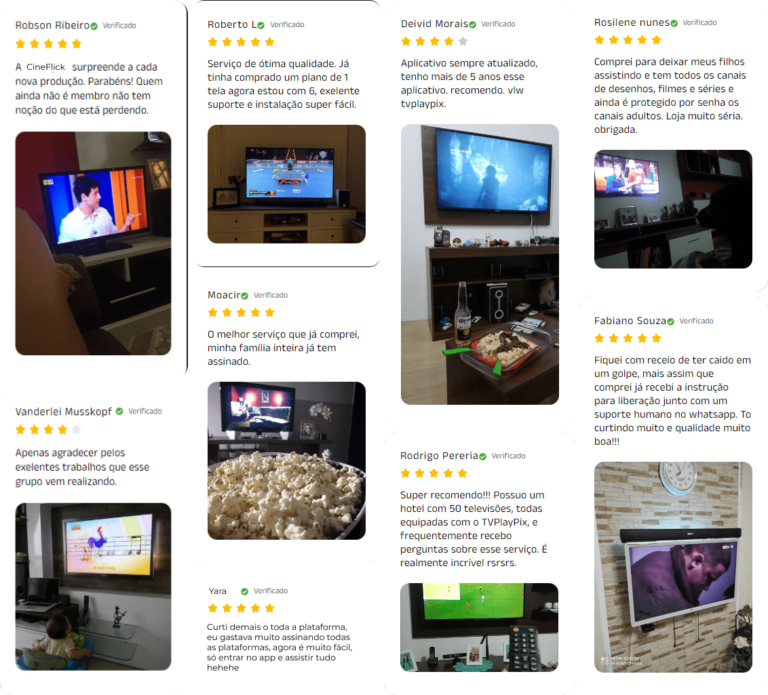 Robson Ribeiro Verificado
A CineFlick surpreende a cada
nova produção. Parabéns! Quem
ainda não é membro não tem
noção do que está perdendo.
Vanderlei Musskopf Verificado
Apenas agradecer pelos
exelentes trabalhos que esse
grupo vem realizando.
Roberto L Verificado
Serviço de ótima qualidade. Já
tinha comprado um plano de 1
tela agora estou com 6, exelente
suporte e instalação super fácil.
Moacir Verificado
O melhor serviço que já comprei,
minha família inteira já tem
assinado.
Yara Verificado
Curti demais o toda a plataforma,
eu gastava muito assinando todas
as plataformas, agora é muito fácil,
só entrar no app e assistir tudo
hehehe
Deivid Morais Verificado
Aplicativo sempre atualizado,
tenho mais de 5 anos esse
aplicativo. recomendo. vlw
tvplaypix.
Rodrigo Pereria Verificado
Super recomendo!!! Possuo um
hotel com 50 televisões, todas
equipadas com o TVPlayPix, e
frequentemente recebo
perguntas sobre esse serviço. É
realmente incrível rsrsrs.
Rosilene nunes Verificado
Comprei para deixar meus filhos
assistindo e tem todos os canais
de desenhos, filmes e séries e
ainda é protegido por senha os
canais adultos. Loja muito séria.
obrigada.
Fabiano Souza Verificado
Fiquei com receio de ter caido em
um golpe, mais assim que
comprei já recebi a instrução
para liberação junto com um
suporte humano no whatsapp. To
curtindo muito e qualidade muito
boa!!!